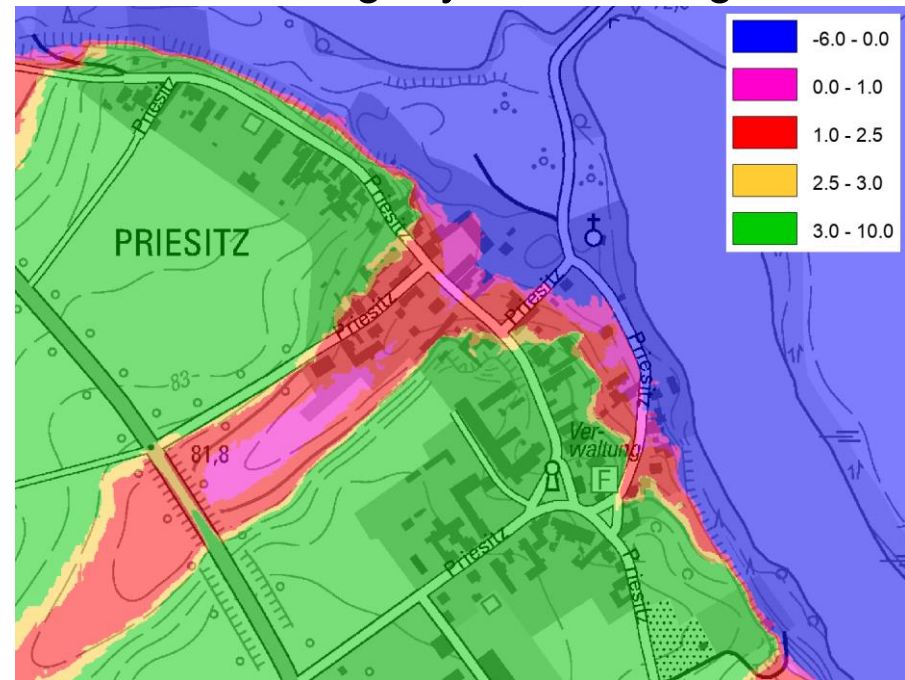 -6.0 - 0.0
0.0 - 1.0
1.0 - 2.5
2.5 - 3.0
3.0 - 10.0
Priesitz
Priesitz
PRIESITZ
Priesitz
Priesitz
Priesitz
83
81,8
Ver-
waltung
F
Priesitz
Priesitz